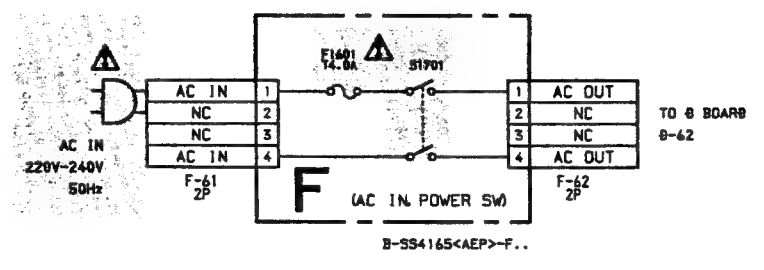 F1601
T4.0A
S1701
AC IN 1
NC 2
NC 3
AC IN 4
1 AC OUT
2 NC
3 NC
4 AC OUT
AC IN
220V-240V
50Hz
TO G BOARD
G-62
F-61
2P
F-62
2P
F
(AC IN, POWER SW)
B-SS4165<AEP>-F..